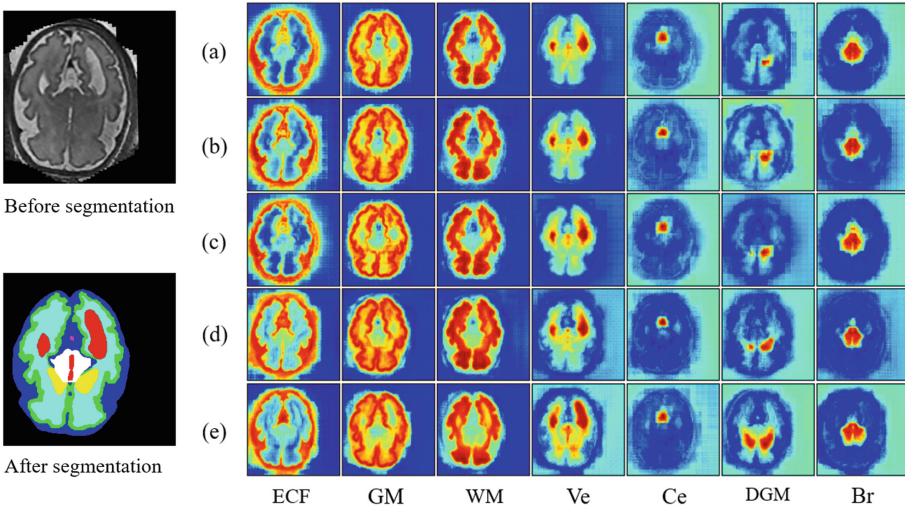 Before segmentation
After segmentation
(a)
(b)
(c)
(d)
(e)
ECF GM WM Ve Ce DGM Br